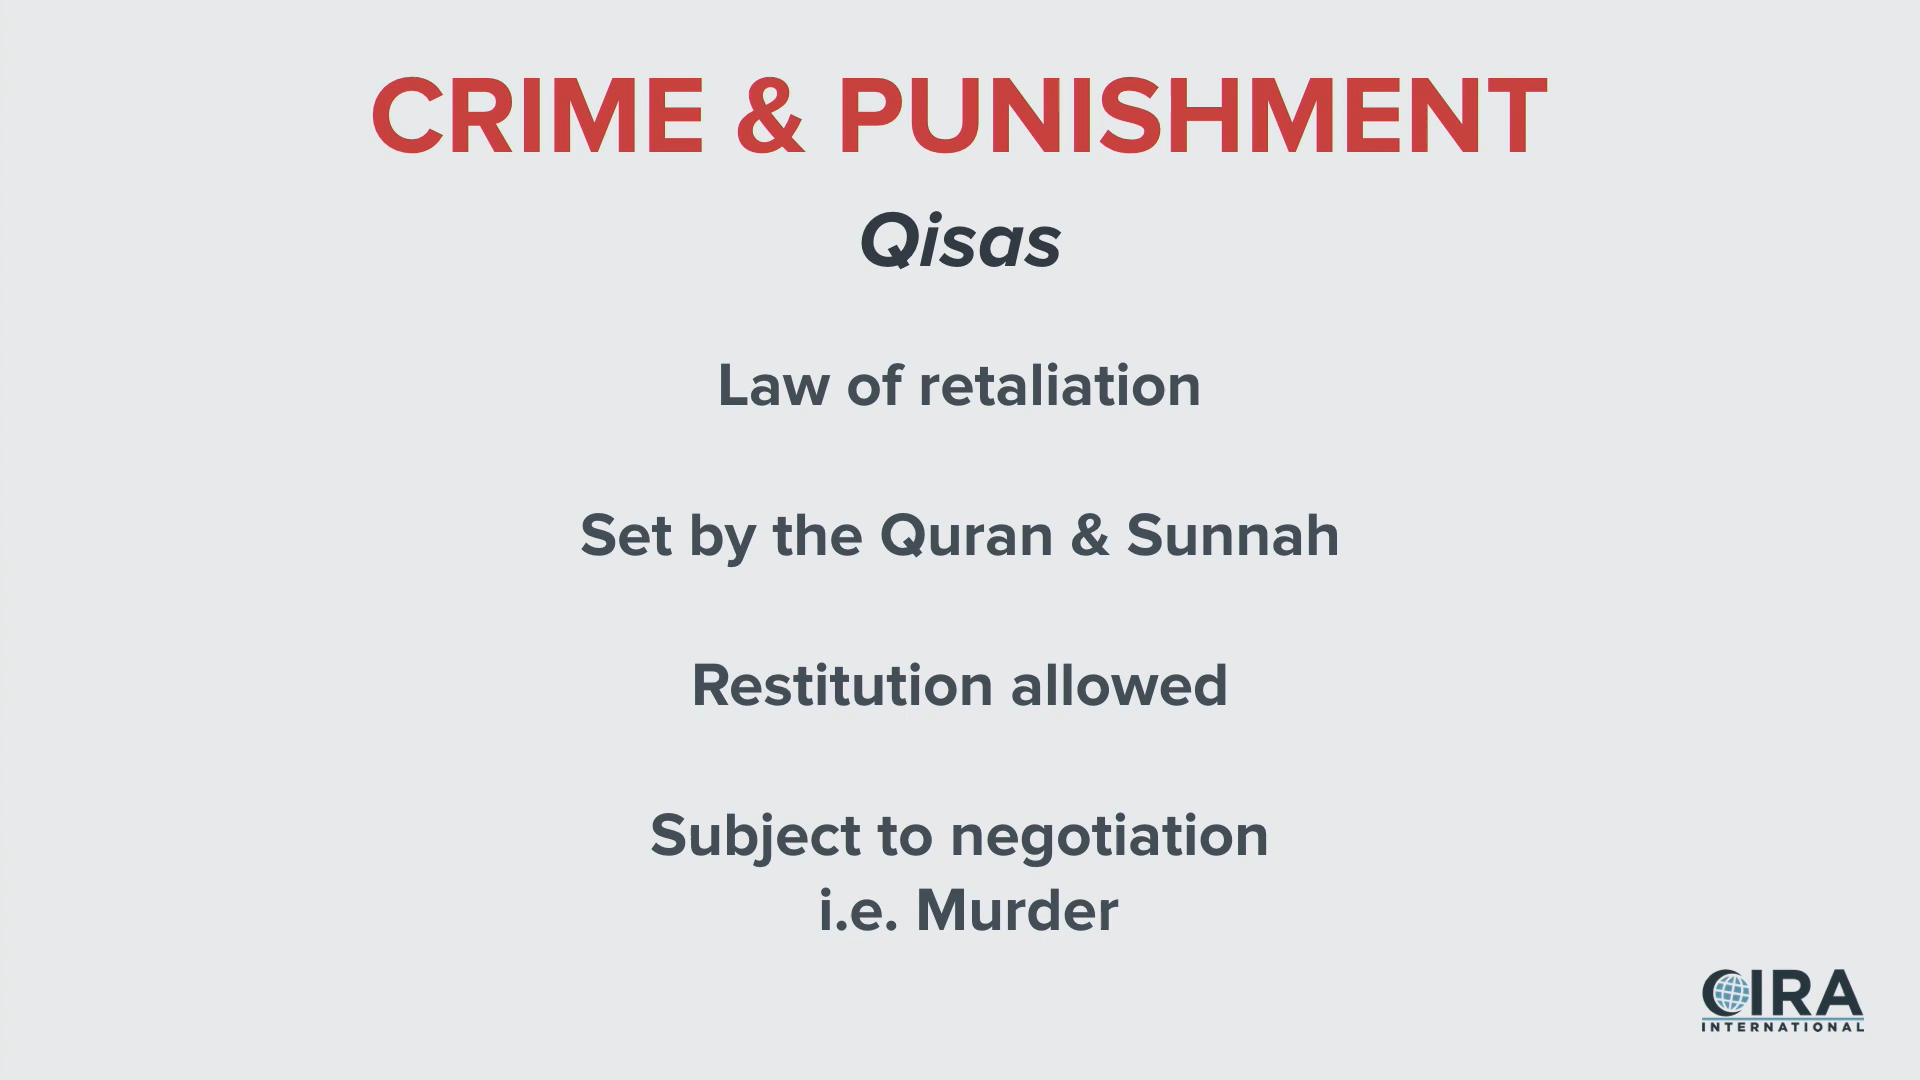 CRIME & PUNISHMENT
Qisas
Law of retaliation
Set by the Quran & Sunnah
Restitution allowed
Subject to negotiation
i.e. Murder
CIRA
INTERNATIONAL